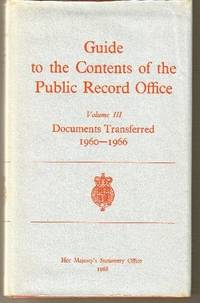 Guide
to the Contents of the
Public Record Office
Volume III
Documents Transferred
1960—1966
Her Majesty's Stationery Office
1968